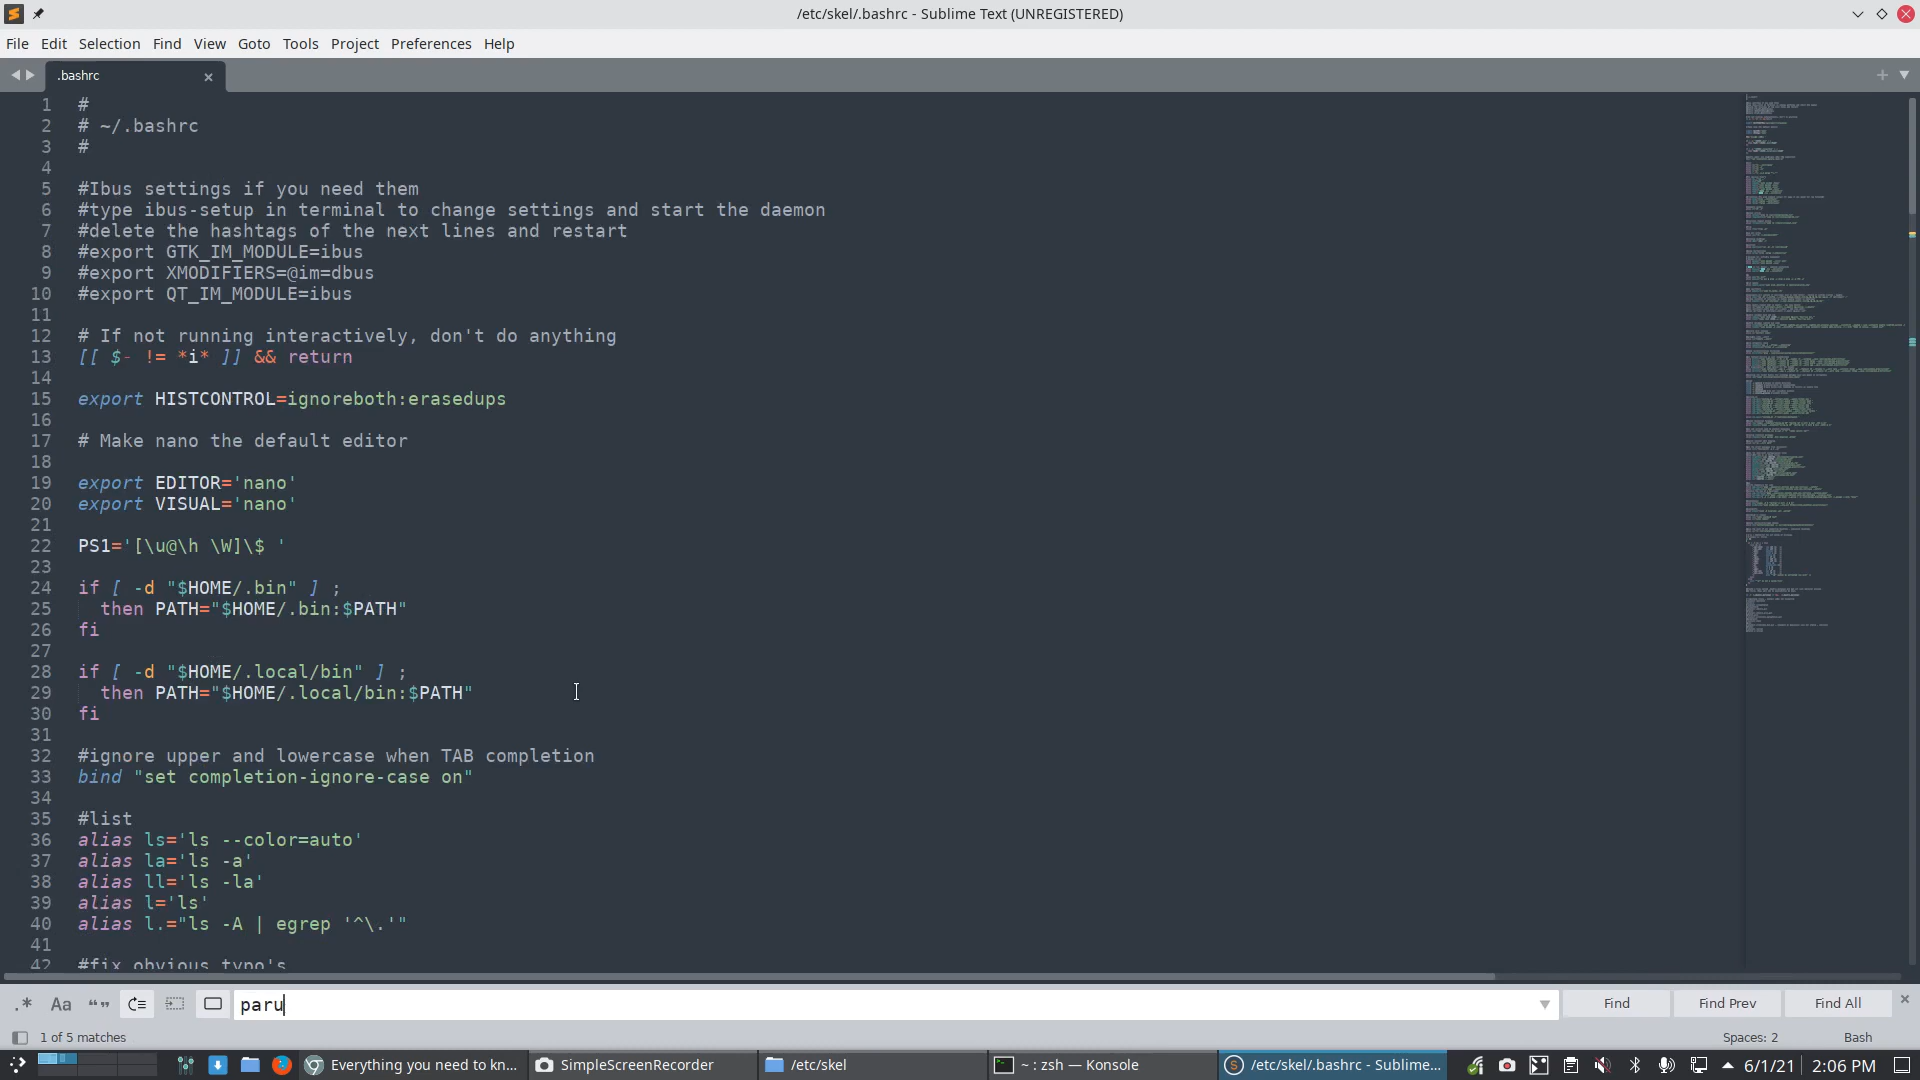 /etc/skel/.bashrc - Sublime Text (UNREGISTERED)
File Edit Selection Find View Goto Tools Project Preferences Help
.bashrc
1 #
2 # ~/.bashrc
3 #
4
5 #Ibus settings if you need them
6 #type ibus-setup in terminal to change settings and start the daemon
7 #delete the hashtags of the next lines and restart
8 #export GTK_IM_MODULE=ibus
9 #export XMODIFIERS=@im=dbus
10 #export QT_IM_MODULE=ibus
11
12 # If not running interactively, don't do anything
13 [[ $- != *i* ]] && return
14
15 export HISTCONTROL=ignoreboth:erasedups
16
17 # Make nano the default editor
18
19 export EDITOR='nano'
20 export VISUAL='nano'
21
22 PS1='[\u@\h \W]\$ '
23
24 if [ -d "$HOME/.bin" ] ;
25   then PATH="$HOME/.bin:$PATH"
26 fi
27
28 if [ -d "$HOME/.local/bin" ] ;
29   then PATH="$HOME/.local/bin:$PATH"
30 fi
31
32 #ignore upper and lowercase when TAB completion
33 bind "set completion-ignore-case on"
34
35 #list
36 alias ls='ls --color=auto'
37 alias la='ls -a'
38 alias ll='ls -la'
39 alias l='ls'
40 alias l.="ls -A | egrep '^\.'"
41
42 #fix obvious typo's
.* Aa paru Find Find Prev Find All
1 of 5 matches Spaces: 2 Bash
Everything you need to kn... SimpleScreenRecorder /etc/skel ~ : zsh — Konsole /etc/skel/.bashrc - Sublime... 6/1/21 2:06 PM